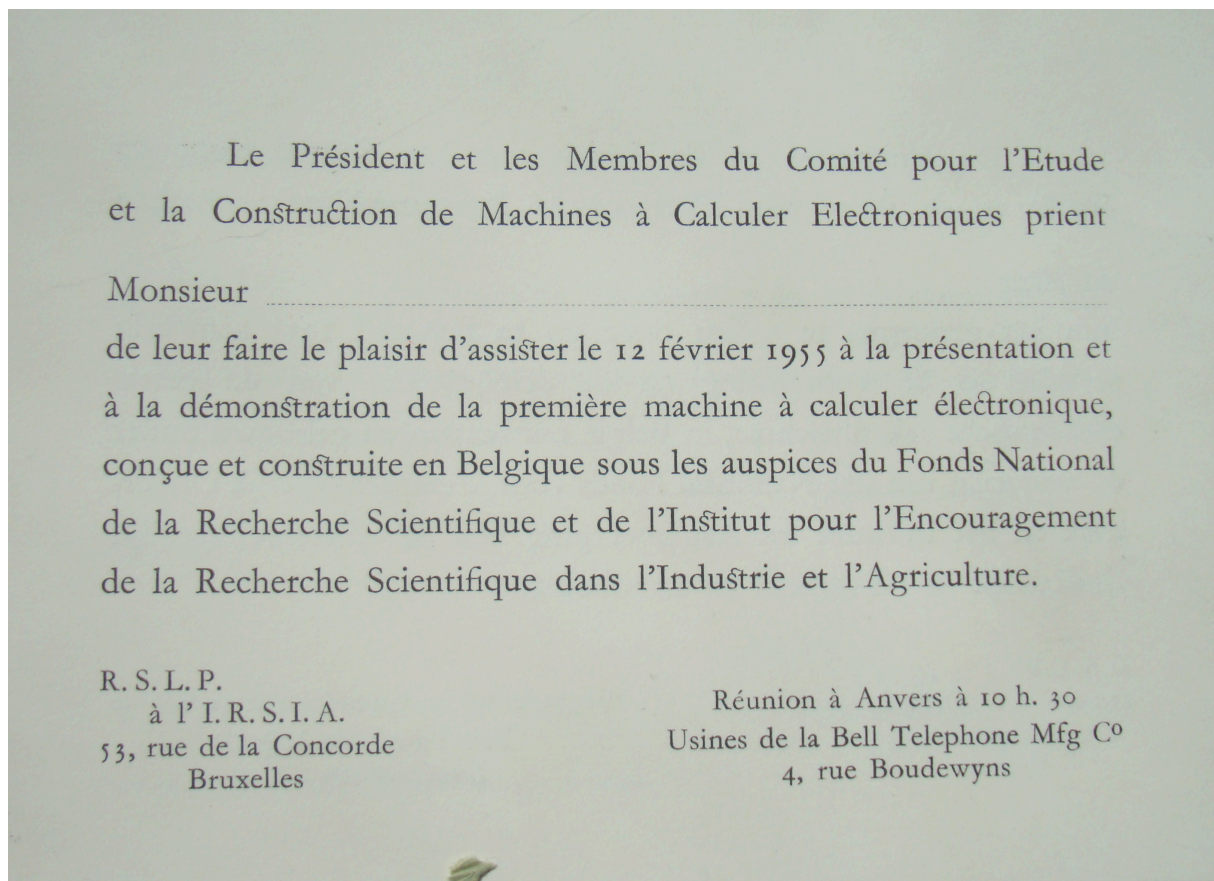 Le Président et les Membres du Comité pour l'Etude
et la Construction de Machines à Calculer Electroniques prient
Monsieur
de leur faire le plaisir d'assister le 12 février 1955 à la présentation et
à la démonstration de la première machine à calculer électronique,
conçue et construite en Belgique sous les auspices du Fonds National
de la Recherche Scientifique et de l'Institut pour l'Encouragement
de la Recherche Scientifique dans l'Industrie et l'Agriculture.
R. S. L. P.
à l' I. R. S. I. A.
53, rue de la Concorde
Bruxelles
Réunion à Anvers à 10 h. 30
Usines de la Bell Telephone Mfg Cº
4, rue Boudewyns